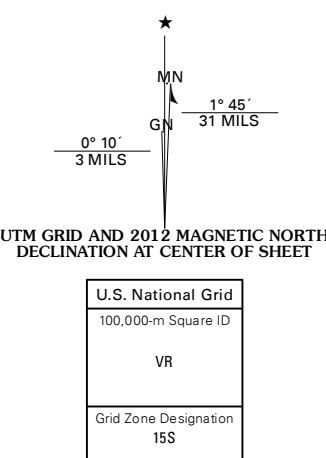 ★
MN
1° 45´
31 MILS
GN
0° 10´
3 MILS
UTM GRID AND 2012 MAGNETIC NORTH
DECLINATION AT CENTER OF SHEET
U.S. National Grid
100,000-m Square ID
VR
Grid Zone Designation
15S